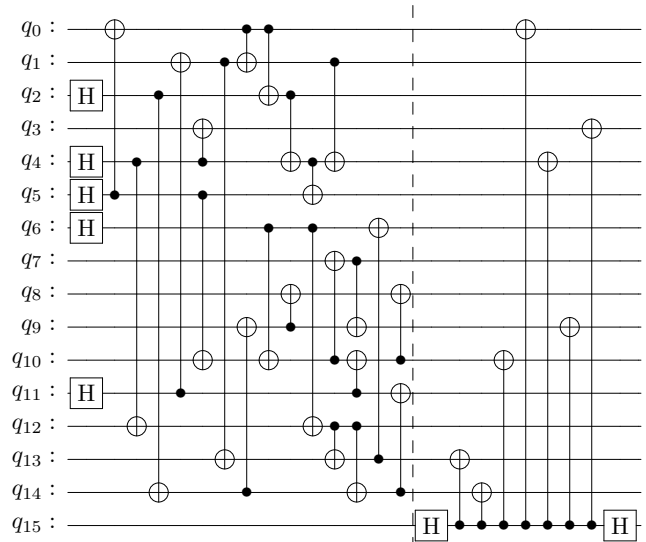 q0 :
q1 :
q2 : H
q3 :
q4 : H
q5 : H
q6 : H
q7 :
q8 :
q9 :
q10 :
q11 : H
q12 :
q13 :
q14 :
q15 : H H